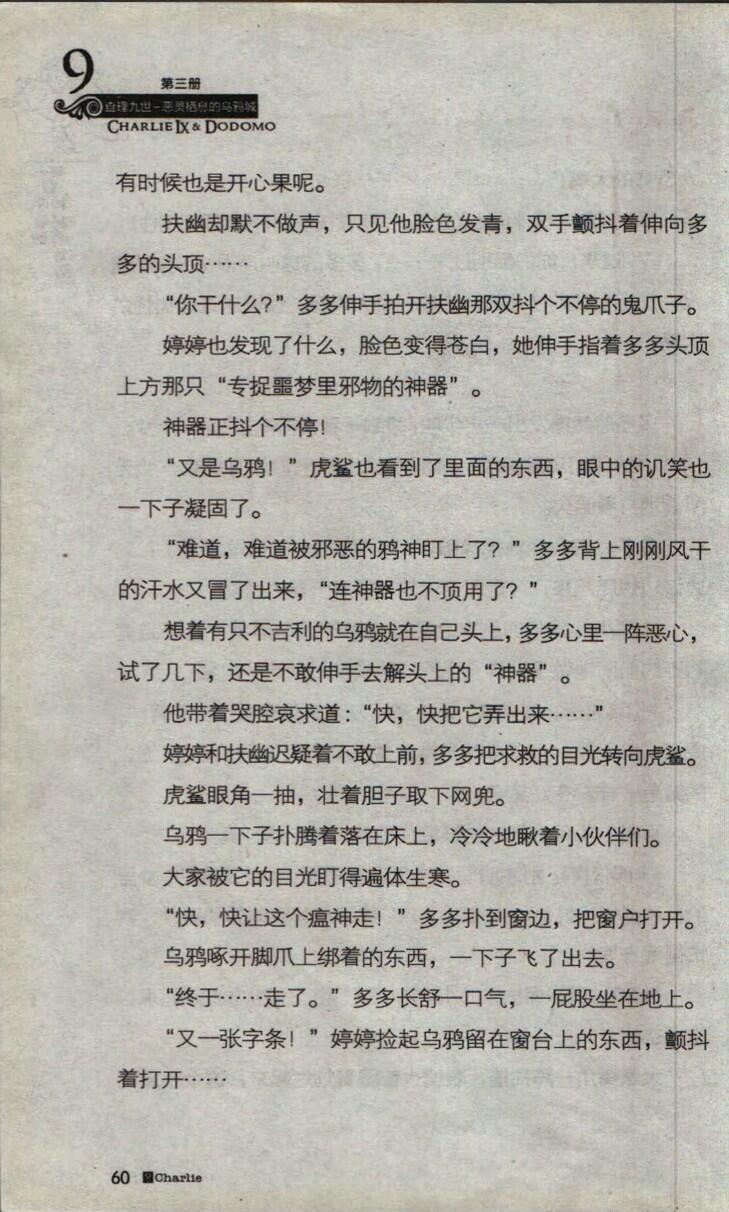 9
第三册
查理九世-恶灵栖息的乌鸦城
CHARLIE IX & DODOMO
有时候也是开心果呢。
扶幽却默不做声，只见他脸色发青，双手颤抖着伸向多
多的头顶……
“你干什么？”多多伸手拍开扶幽那双抖个不停的鬼爪子。
婷婷也发现了什么，脸色变得苍白，她伸手指着多多头顶
上方那只“专捉噩梦里邪物的神器”。
神器正抖个不停！
“又是乌鸦！”虎鲨也看到了里面的东西，眼中的讥笑也
一下子凝固了。
“难道，难道被邪恶的鸦神盯上了？”多多背上刚刚风干
的汗水又冒了出来，“连神器也不顶用了？”
想着有只不吉利的乌鸦就在自己头上，多多心里一阵恶心，
试了几下，还是不敢伸手去解头上的“神器”。
他带着哭腔哀求道：“快，快把它弄出来……”
婷婷和扶幽迟疑着不敢上前，多多把求救的目光转向虎鲨。
虎鲨眼角一抽，壮着胆子取下网兜。
乌鸦一下子扑腾着落在床上，冷冷地瞅着小伙伴们。
大家被它的目光盯得遍体生寒。
“快，快让这个瘟神走！”多多扑到窗边，把窗户打开。
乌鸦啄开脚爪上绑着的东西，一下子飞了出去。
“终于……走了。”多多长舒一口气，一屁股坐在地上。
“又一张字条！”婷婷捡起乌鸦留在窗台上的东西，颤抖
着打开……
60 Charlie